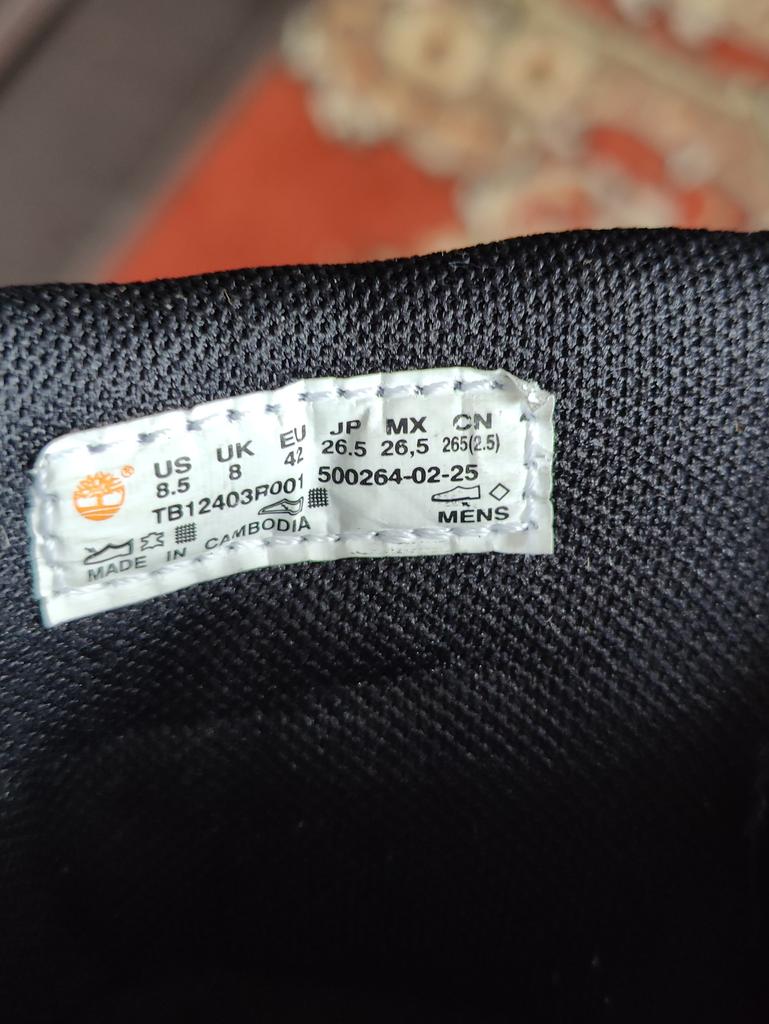 US UK EU JP MX CN
8.5 8 42 26.5 26,5 265(2.5)
TB12403R001 500264-02-25
MENS
MADE IN CAMBODIA